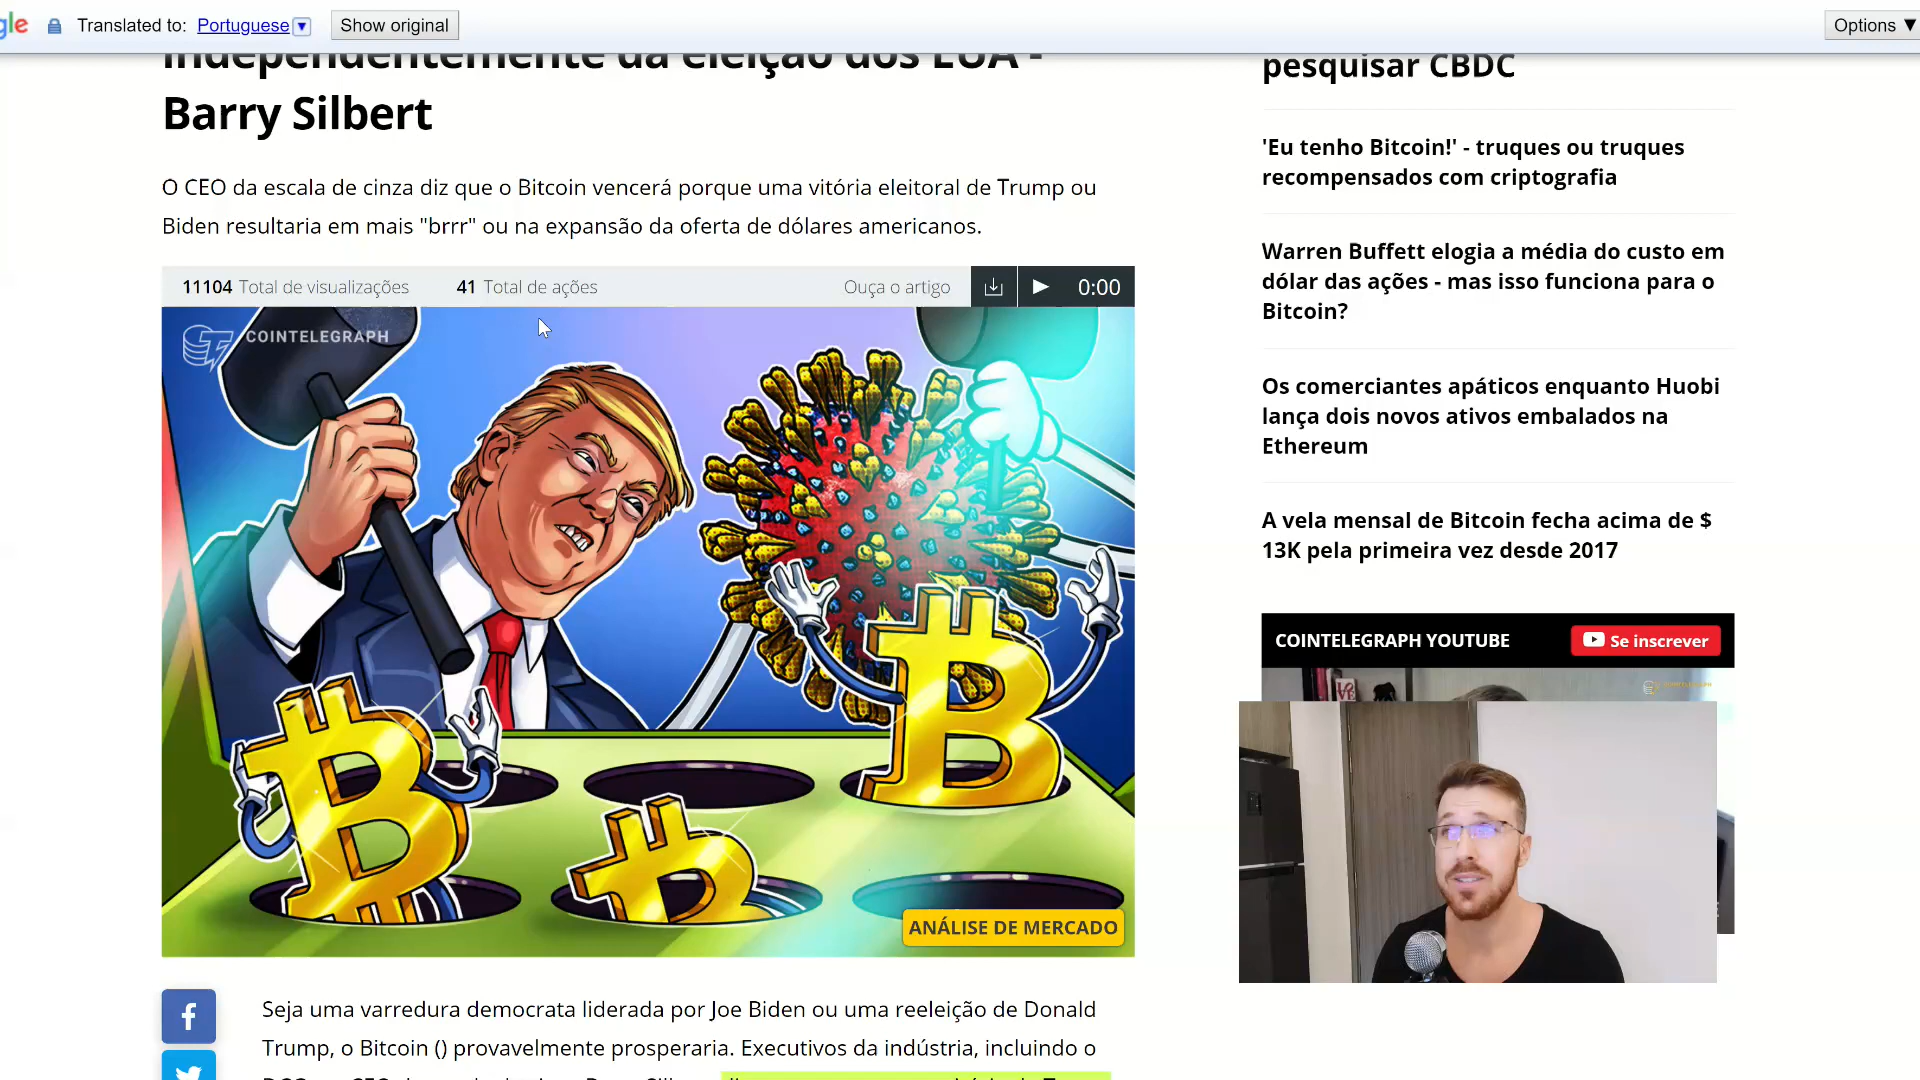 gle
Translated to: Portuguese
Show original
Options
independentemente da eleição dos EUA -
Barry Silbert
O CEO da escala de cinza diz que o Bitcoin vencerá porque uma vitória eleitoral de Trump ou
Biden resultaria em mais "brrr" ou na expansão da oferta de dólares americanos.
11104 Total de visualizações
41 Total de ações
Ouça o artigo
0:00
COINTELEGRAPH
ANÁLISE DE MERCADO
Seja uma varredura democrata liderada por Joe Biden ou uma reeleição de Donald
Trump, o Bitcoin () provavelmente prosperaria. Executivos da indústria, incluindo o
pesquisar CBDC
'Eu tenho Bitcoin!' - truques ou truques
recompensados com criptografia
Warren Buffett elogia a média do custo em
dólar das ações - mas isso funciona para o
Bitcoin?
Os comerciantes apáticos enquanto Huobi
lança dois novos ativos embalados na
Ethereum
A vela mensal de Bitcoin fecha acima de $
13K pela primeira vez desde 2017
COINTELEGRAPH YOUTUBE
Se inscrever